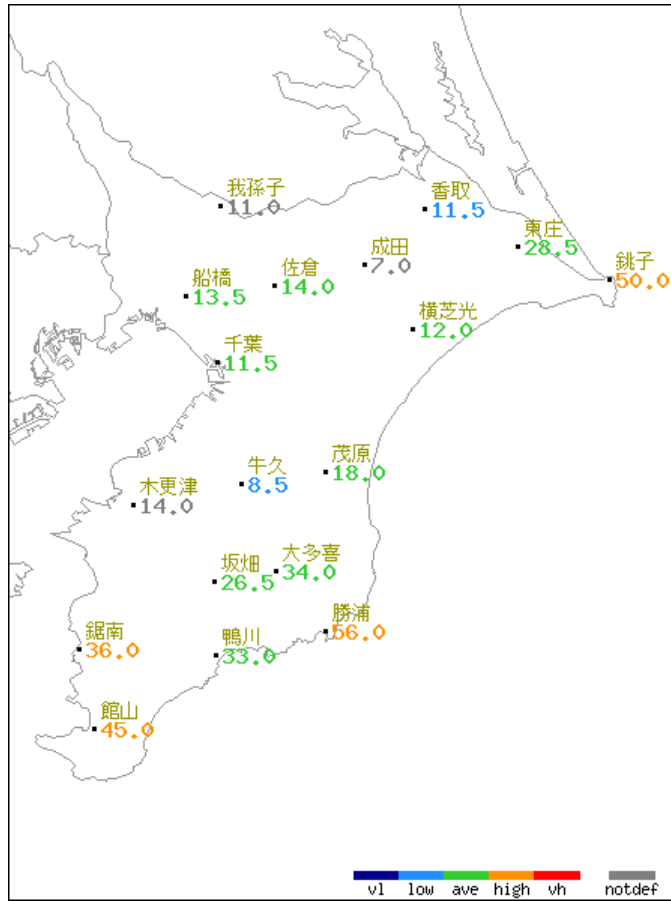 我孫子
11.0
香取
11.5
東庄
28.5
成田
7.0
銚子
50.0
佐倉
14.0
船橋
13.5
横芝光
12.0
千葉
11.5
茂原
18.0
牛久
8.5
木更津
14.0
大多喜
34.0
坂畑
26.5
勝浦
56.0
鋸南
36.0
鴨川
33.0
館山
45.0
vl low ave high vh notdef